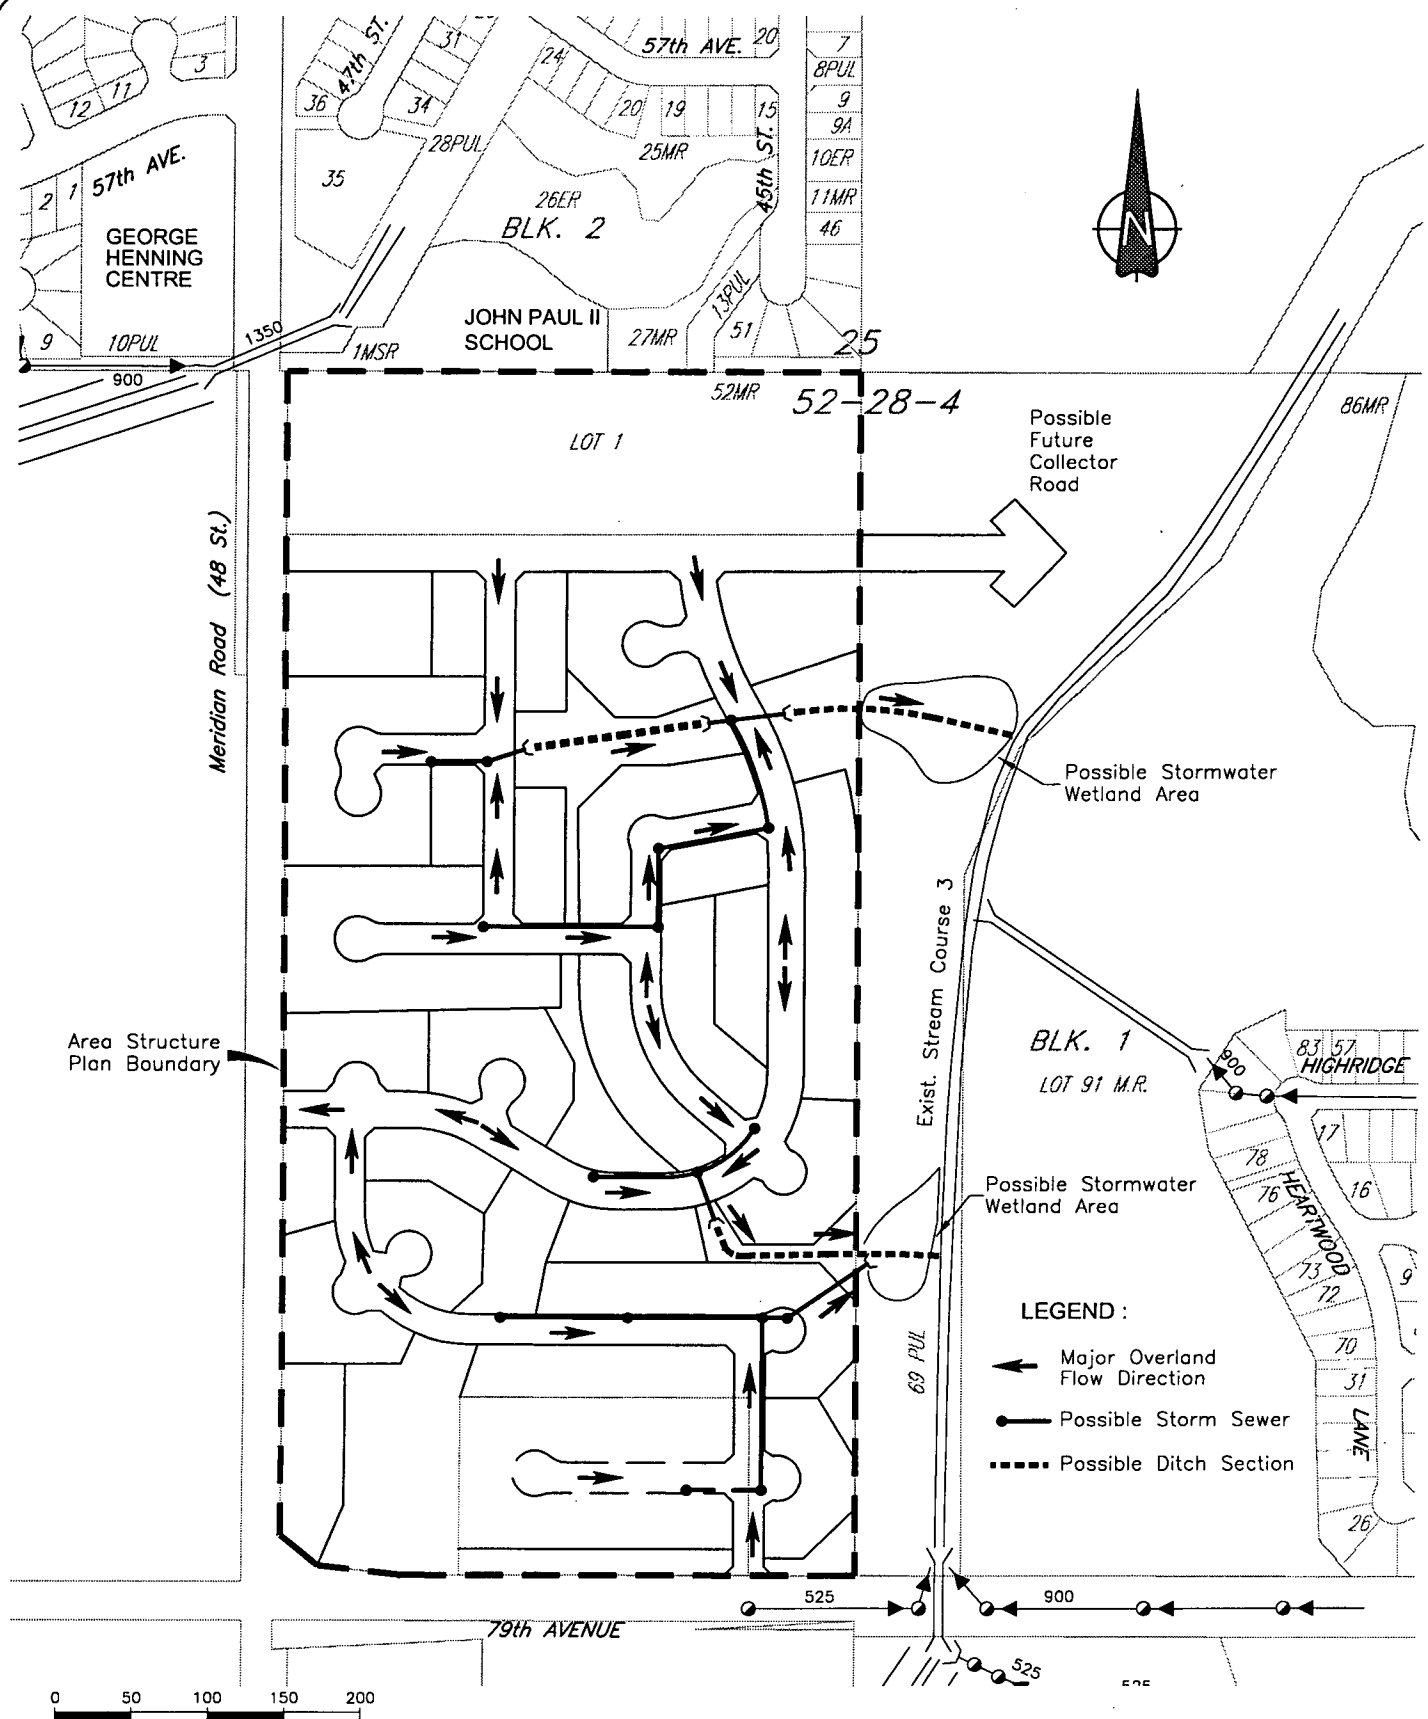 57th AVE.
20
7
8PUL
9
9A
10ER
11MR
46
47th ST.
31
24
36
34
20
19
15
3
11
12
28PUL
25MR
45th ST.
35
26ER
BLK. 2
57th AVE.
2
1
GEORGE
HENNING
CENTRE
N
13PUL
JOHN PAUL II
SCHOOL
27MR
51
25
9
10PUL
1350
1MSR
900
52MR
52-28-4
86MR
LOT 1
Possible
Future
Collector
Road
Meridian Road (48 St.)
Possible Stormwater
Wetland Area
Exist. Stream Course 3
Area Structure
Plan Boundary
BLK. 1
LOT 91 M.R.
900
83
57
HIGHRIDGE
17
78
76
16
HEARTWOOD
Possible Stormwater
Wetland Area
73
72
9
70
31
LANE
26
69 PUL
LEGEND :
Major Overland
Flow Direction
Possible Storm Sewer
Possible Ditch Section
525
900
79th AVENUE
525
0 50 100 150 200